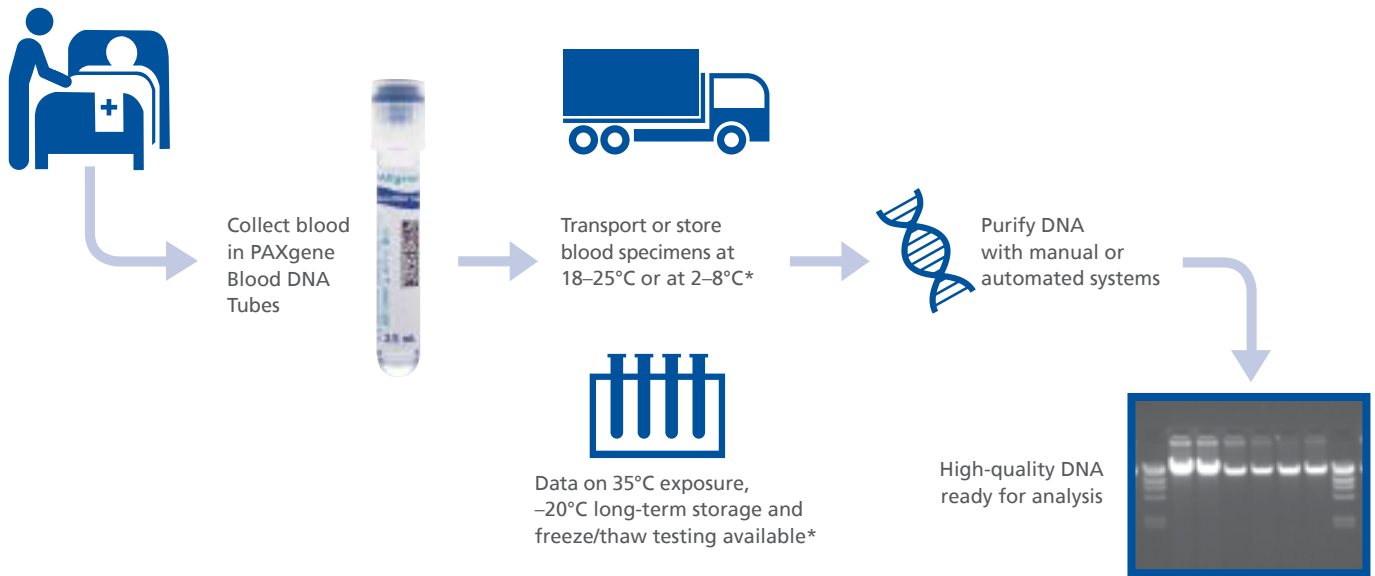 Collect blood
in PAXgene
Blood DNA
Tubes
Transport or store
blood specimens at
18–25°C or at 2–8°C*
Data on 35°C exposure,
–20°C long-term storage and
freeze/thaw testing available*
Purify DNA
with manual or
automated systems
High-quality DNA
ready for analysis